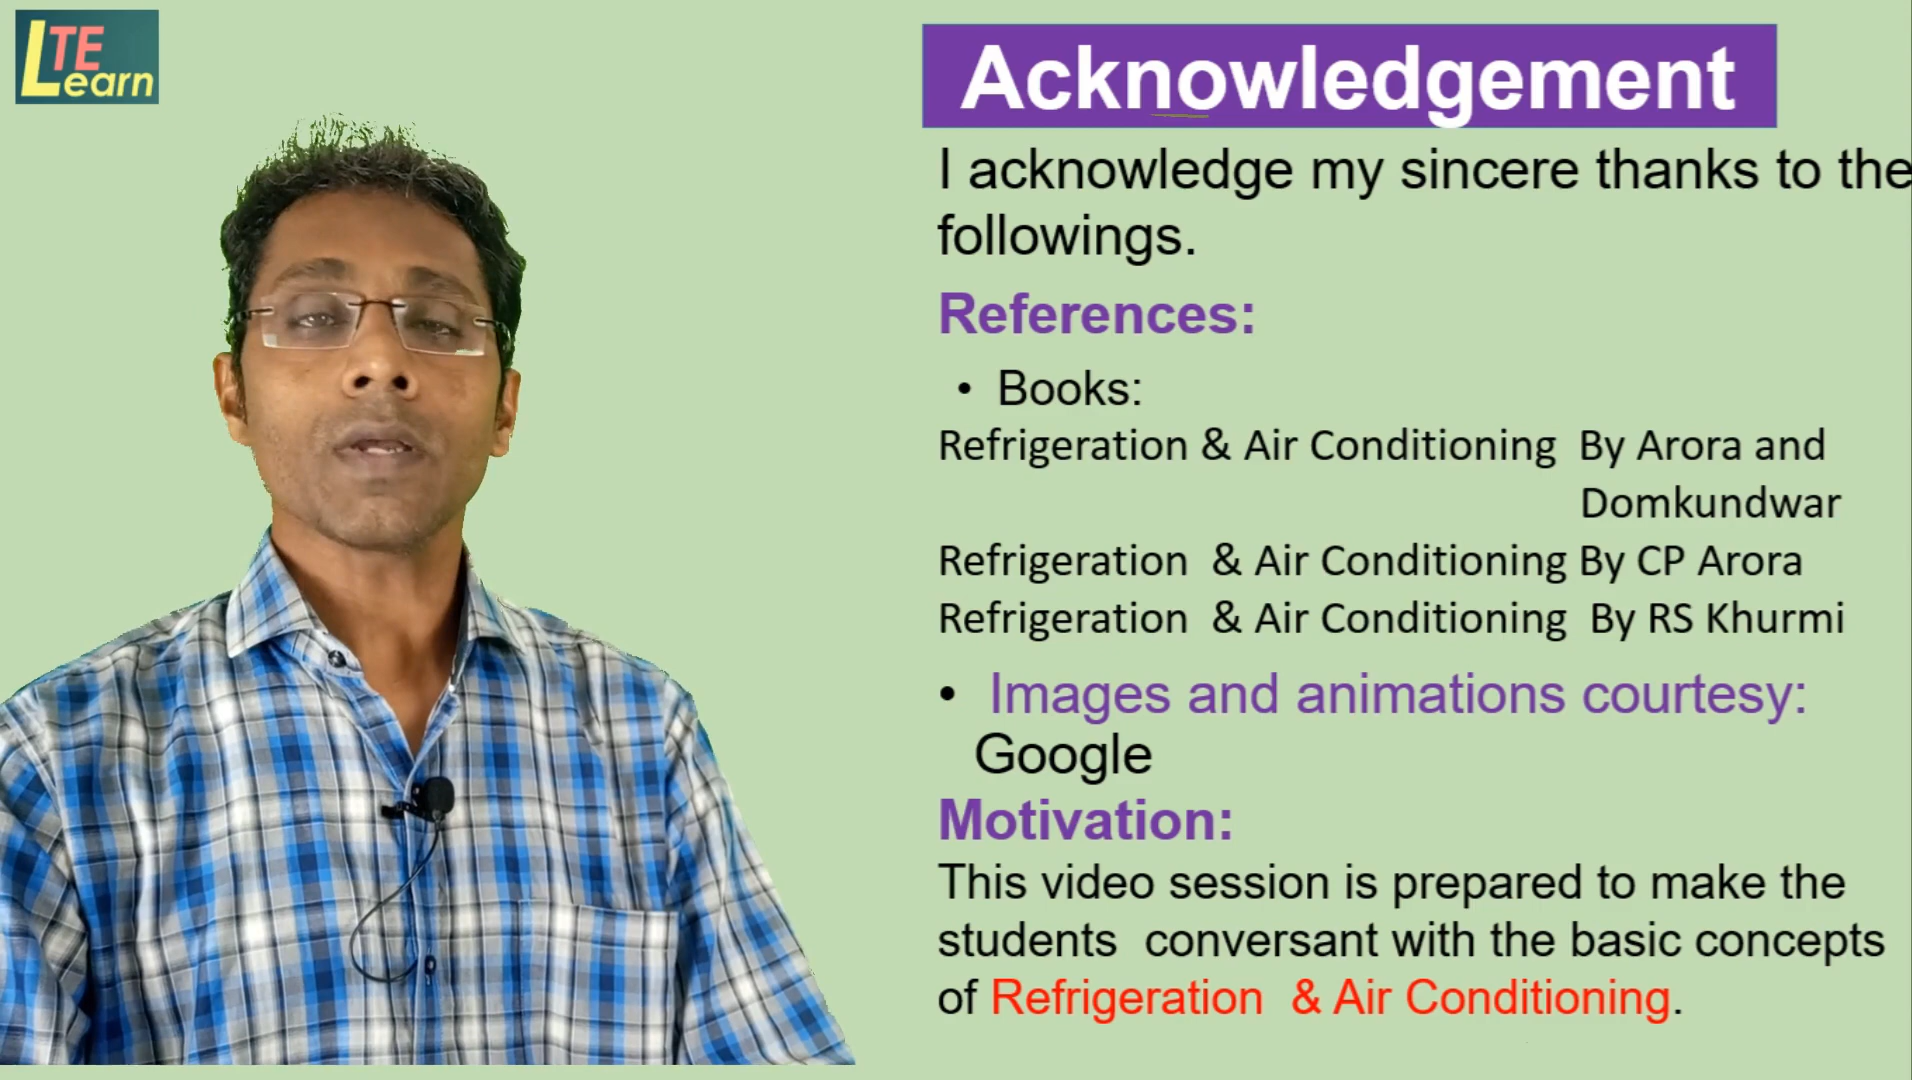 LTE
Learn
Acknowledgement
I acknowledge my sincere thanks to the
followings.
References:
• Books:
Refrigeration & Air Conditioning By Arora and
Domkundwar
Refrigeration & Air Conditioning By CP Arora
Refrigeration & Air Conditioning By RS Khurmi
• Images and animations courtesy:
Google
Motivation:
This video session is prepared to make the
students conversant with the basic concepts
of Refrigeration & Air Conditioning.